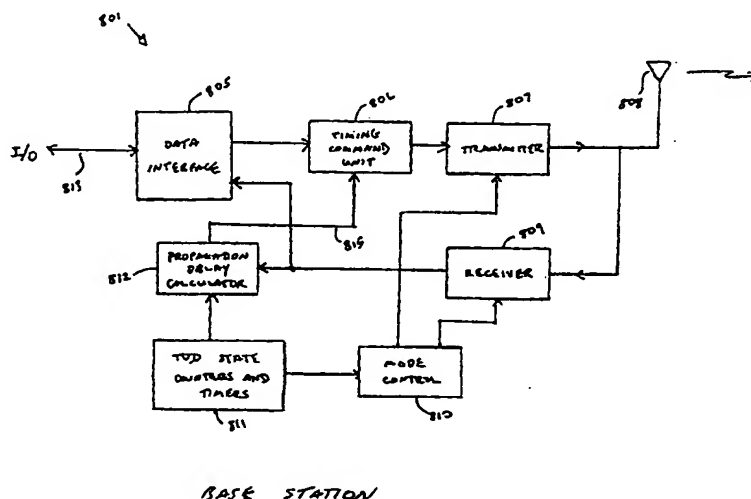 801
805
806
807
808
I/O
DATA
INTERFACE
TIMING
COMMAND
UNIT
TRANSMITTER
813
815
809
812
PROPAGATION
DELAY
CALCULATOR
RECEIVER
TDD STATE
COUNTERS AND
TIMERS
MODE
CONTROL
811
810
BASE STATION